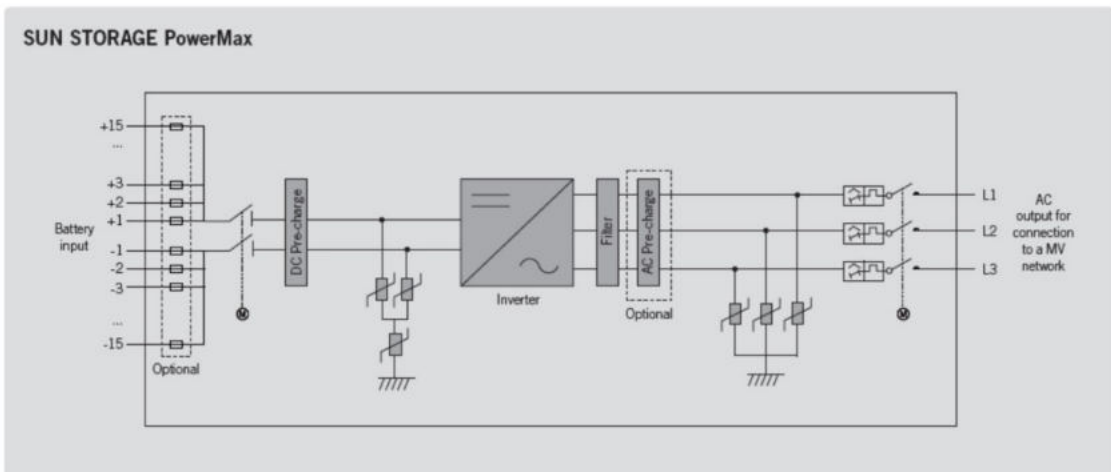 SUN STORAGE PowerMax
+15
...
+3
+2
+1
Battery
input
-1
-2
-3
...
-15
Optional
M
DC Pre-charge
Inverter
Filter
AC Pre-charge
Optional
M
L1
L2
L3
AC
output for
connection
to a MV
network